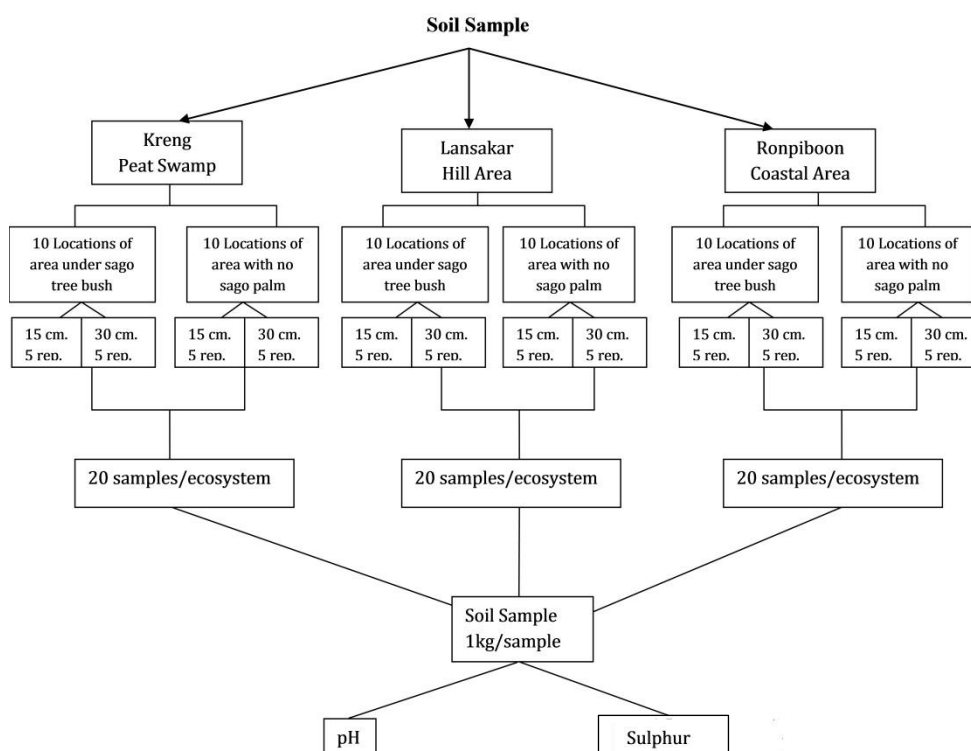 Soil Sample
Kreng
Peat Swamp
Lansakar
Hill Area
Ronpiboon
Coastal Area
10 Locations of
area under sago
tree bush
10 Locations of
area with no
sago palm
10 Locations of
area under sago
tree bush
10 Locations of
area with no
sago palm
10 Locations of
area under sago
tree bush
10 Locations of
area with no
sago palm
15 cm.
5 rep.
30 cm.
5 rep.
15 cm.
5 rep.
30 cm.
5 rep.
15 cm.
5 rep.
30 cm.
5 rep.
15 cm.
5 rep.
30 cm.
5 rep.
15 cm.
5 rep.
30 cm.
5 rep.
15 cm.
5 rep.
30 cm.
5 rep.
20 samples/ecosystem
20 samples/ecosystem
20 samples/ecosystem
Soil Sample
1kg/sample
pH
Sulphur